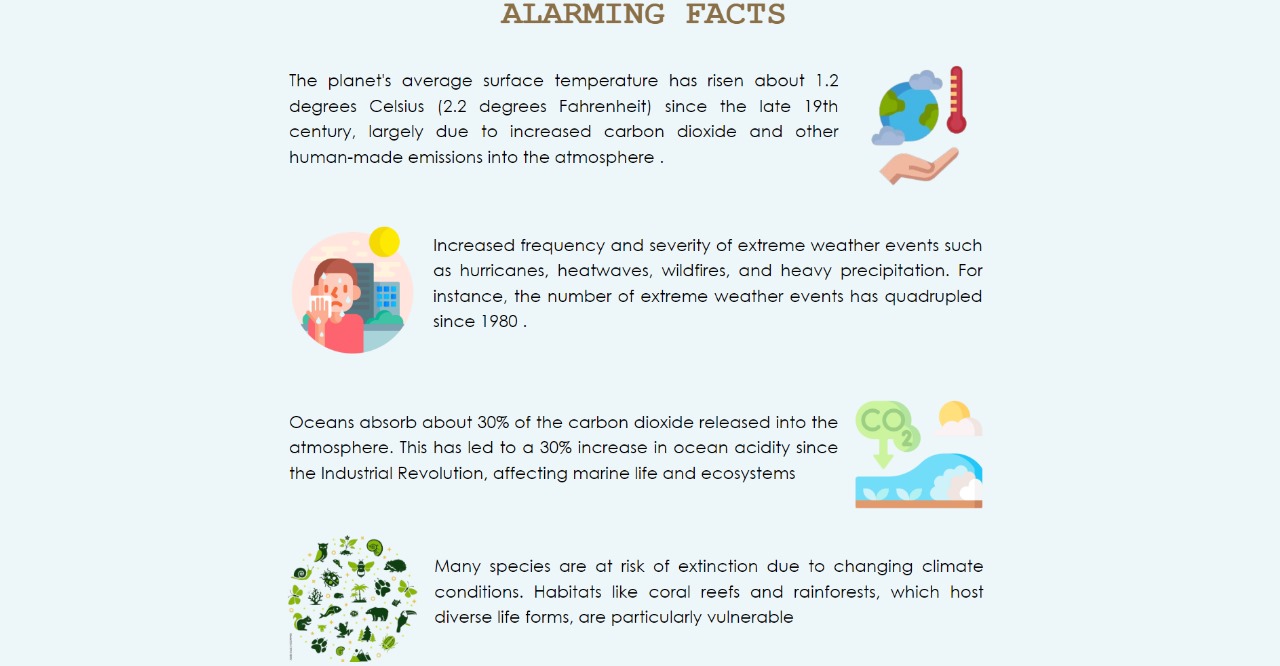 ALARMING FACTS
The planet's average surface temperature has risen about 1.2
degrees Celsius (2.2 degrees Fahrenheit) since the late 19th
century, largely due to increased carbon dioxide and other
human-made emissions into the atmosphere .
Increased frequency and severity of extreme weather events such
as hurricanes, heatwaves, wildfires, and heavy precipitation. For
instance, the number of extreme weather events has quadrupled
since 1980 .
Oceans absorb about 30% of the carbon dioxide released into the
atmosphere. This has led to a 30% increase in ocean acidity since
the Industrial Revolution, affecting marine life and ecosystems
CO2
Many species are at risk of extinction due to changing climate
conditions. Habitats like coral reefs and rainforests, which host
diverse life forms, are particularly vulnerable